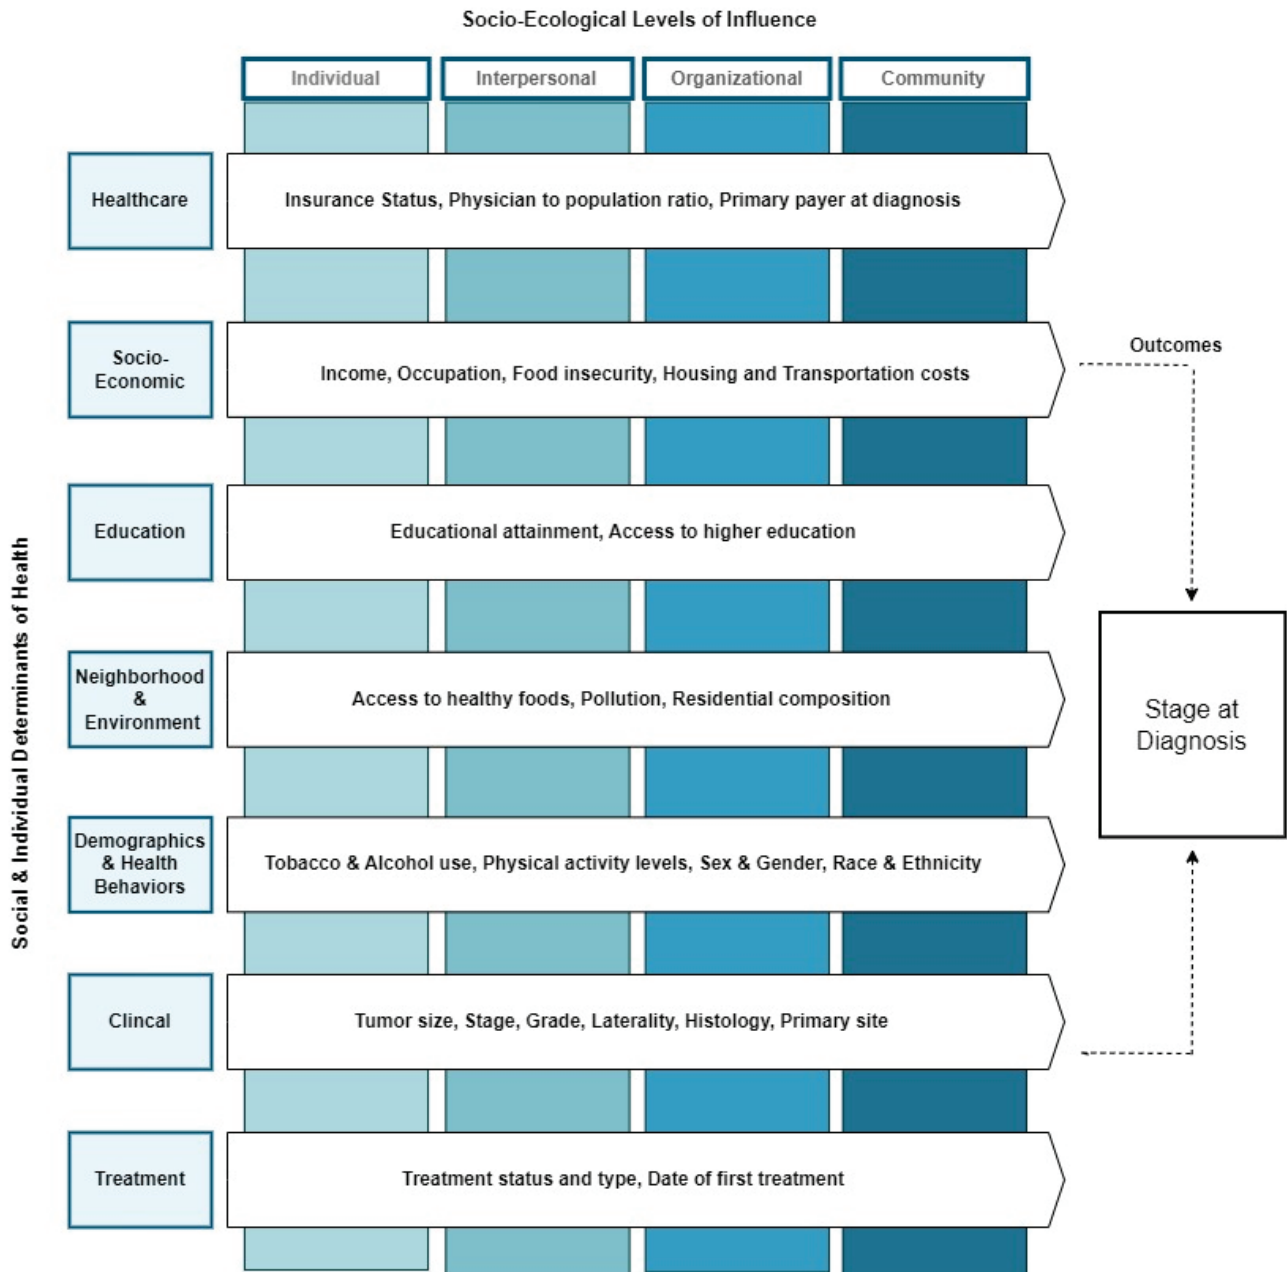 Socio-Ecological Levels of Influence
Individual
Interpersonal
Organizational
Community
Social & Individual Determinants of Health
Healthcare
Insurance Status, Physician to population ratio, Primary payer at diagnosis
Socio-
Economic
Income, Occupation, Food insecurity, Housing and Transportation costs
Education
Educational attainment, Access to higher education
Neighborhood
&
Environment
Access to healthy foods, Pollution, Residential composition
Demographics
& Health
Behaviors
Tobacco & Alcohol use, Physical activity levels, Sex & Gender, Race & Ethnicity
Clincal
Tumor size, Stage, Grade, Laterality, Histology, Primary site
Treatment
Treatment status and type, Date of first treatment
Outcomes
Stage at
Diagnosis